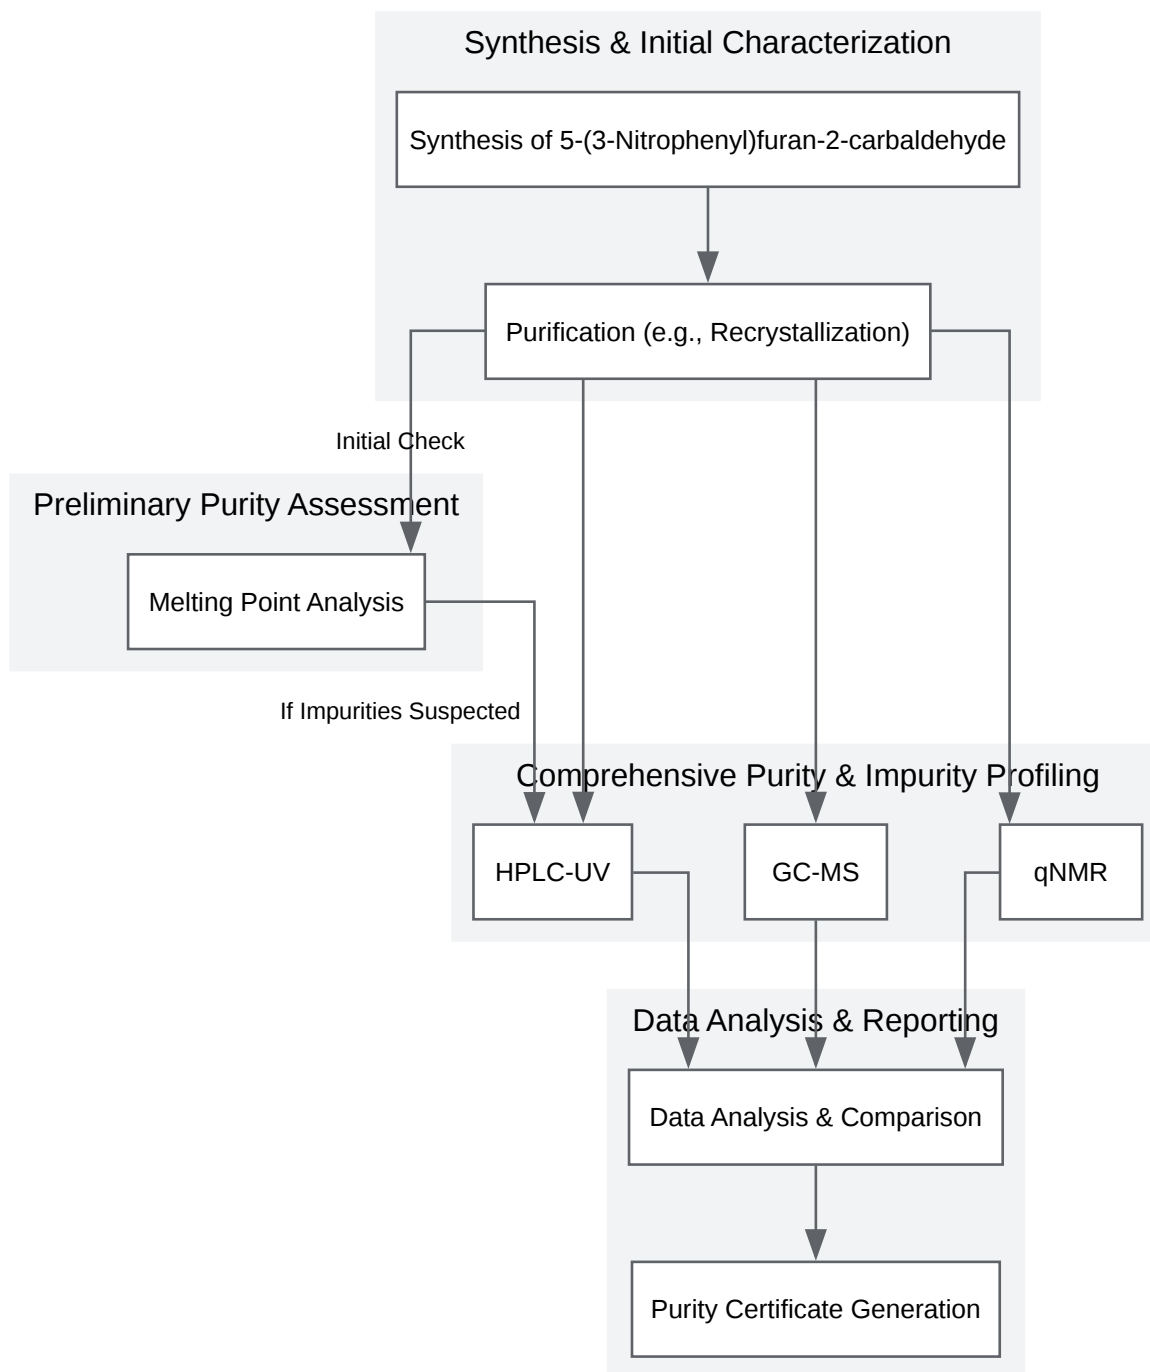 Synthesis & Initial Characterization
Synthesis of 5-(3-Nitrophenyl)furan-2-carbaldehyde
Purification (e.g., Recrystallization)
Initial Check
Preliminary Purity Assessment
Melting Point Analysis
If Impurities Suspected
Comprehensive Purity & Impurity Profiling
HPLC-UV
GC-MS
qNMR
Data Analysis & Reporting
Data Analysis & Comparison
Purity Certificate Generation